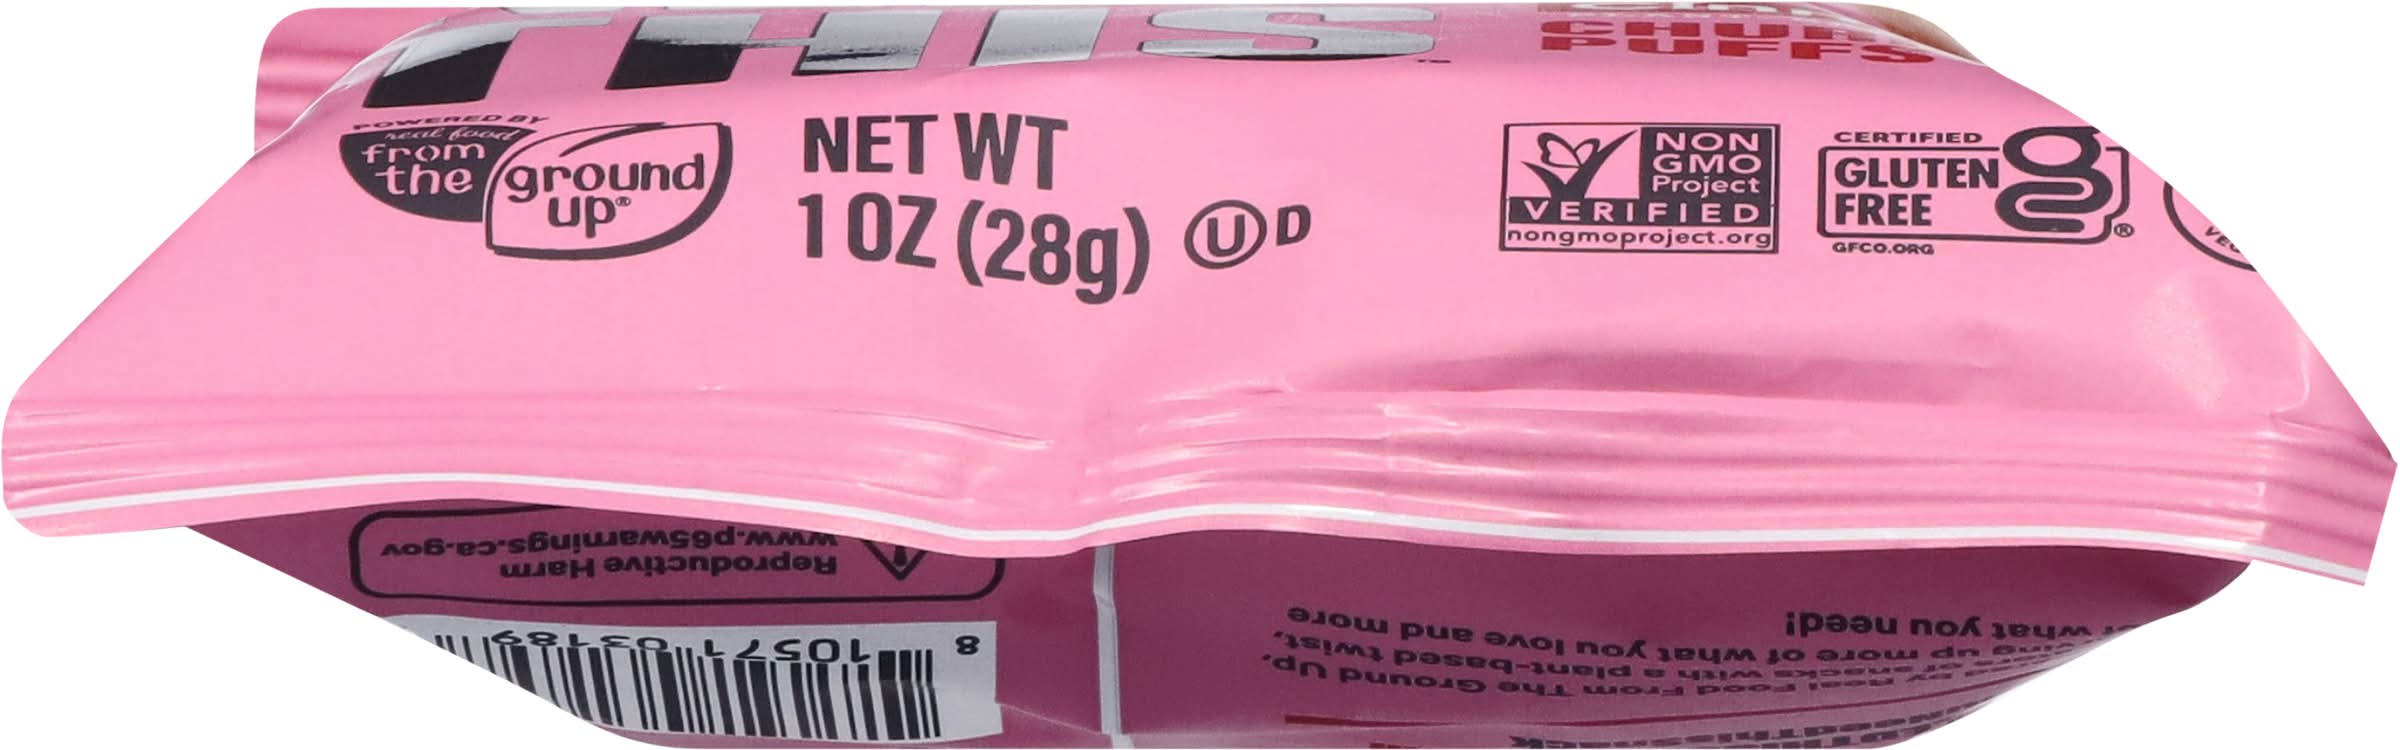 THIS™
PUFFS
POWERED BY
real food
from
the
ground
up®
NET WT
1 OZ (28g)
U D
NON
GMO
Project
VERIFIED
nongmoproject.org
CERTIFIED
GLUTEN
FREE
g
®
GFCO.ORG
Reproductive Harm
www.p65warnings.ca.gov
8 10571 03189
by Real Food From The Ground Up,
of snacks with a plant-based twist,
up more of what you love and more
of what you need!